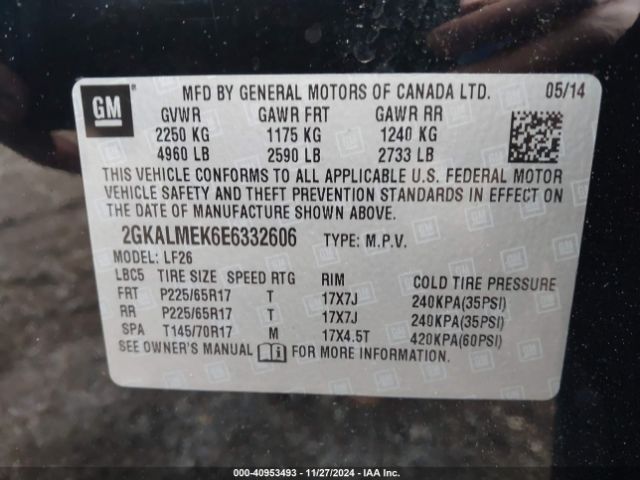 GM
MFD BY GENERAL MOTORS OF CANADA LTD. 05/14
GVWR GAWR FRT GAWR RR
2250 KG 1175 KG 1240 KG
4960 LB 2590 LB 2733 LB
THIS VEHICLE CONFORMS TO ALL APPLICABLE U.S. FEDERAL MOTOR
VEHICLE SAFETY AND THEFT PREVENTION STANDARDS IN EFFECT ON
THE DATE OF MANUFACTURE SHOWN ABOVE.
2GKALMEK6E6332606 TYPE: M.P.V.
MODEL: LF26
LBC5 TIRE SIZE SPEED RTG RIM COLD TIRE PRESSURE
FRT P225/65R17 T 17X7J 240KPA(35PSI)
RR P225/65R17 T 17X7J 240KPA(35PSI)
SPA T145/70R17 M 17X4.5T 420KPA(60PSI)
SEE OWNER'S MANUAL FOR MORE INFORMATION.
000-40953493 - 11/27/2024 - IAA Inc.